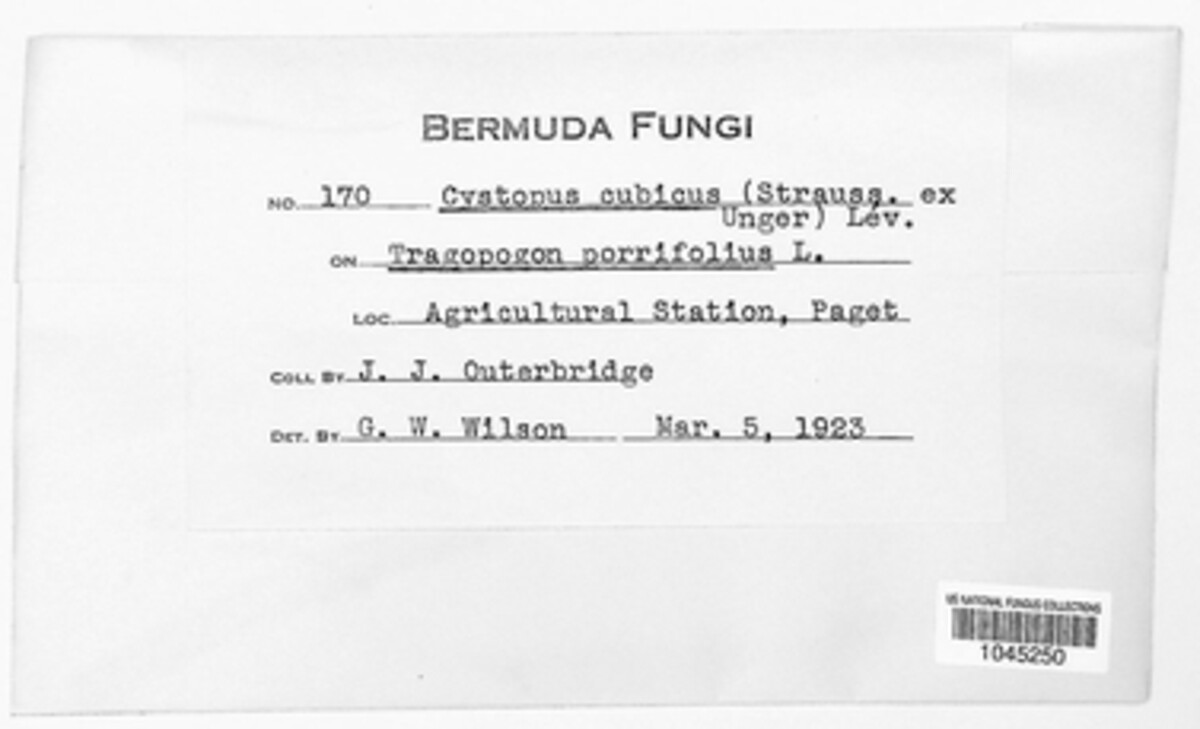 BERMUDA FUNGI
NO. 170 Cystopus cubicus (Strauss. ex
Unger) Lév.
ON Tragopogon porrifolius L.
LOC. Agricultural Station, Paget
COLL. BY J. J. Outerbridge
DET. BY G. W. Wilson Mar. 5, 1923
US NATIONAL FUNGUS COLLECTIONS
1045250